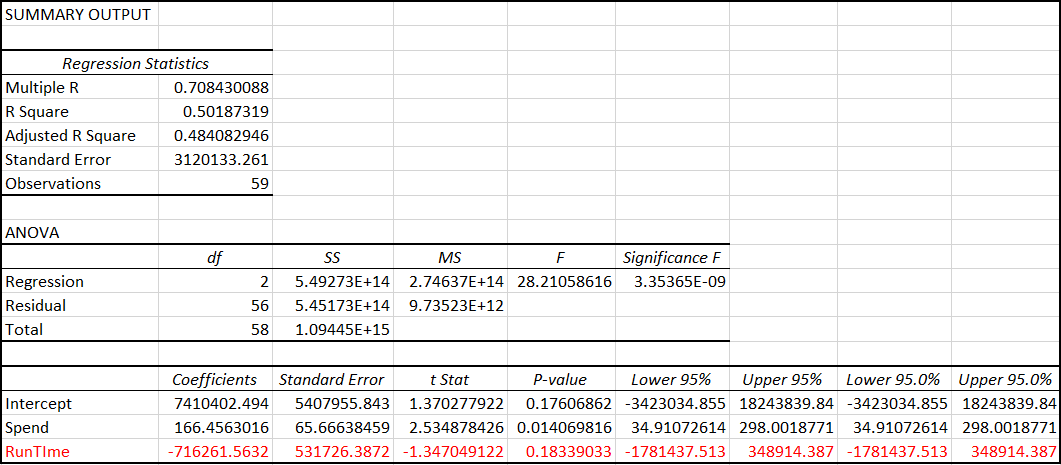 SUMMARY OUTPUT
Regression Statistics
Multiple R 0.708430088
R Square 0.50187319
Adjusted R Square 0.484082946
Standard Error 3120133.261
Observations 59
ANOVA
df SS MS F Significance F
Regression 2 5.49273E+14 2.74637E+14 28.21058616 3.35365E-09
Residual 56 5.45173E+14 9.73523E+12
Total 58 1.09445E+15
Coefficients Standard Error t Stat P-value Lower 95% Upper 95% Lower 95.0% Upper 95.0%
Intercept 7410402.494 5407955.843 1.370277922 0.17606862 -3423034.855 18243839.84 -3423034.855 18243839.84
Spend 166.4563016 65.66638459 2.534878426 0.014069816 34.91072614 298.0018771 34.91072614 298.0018771
RunTIme -716261.5632 531726.3872 -1.347049122 0.18339033 -1781437.513 348914.387 -1781437.513 348914.387